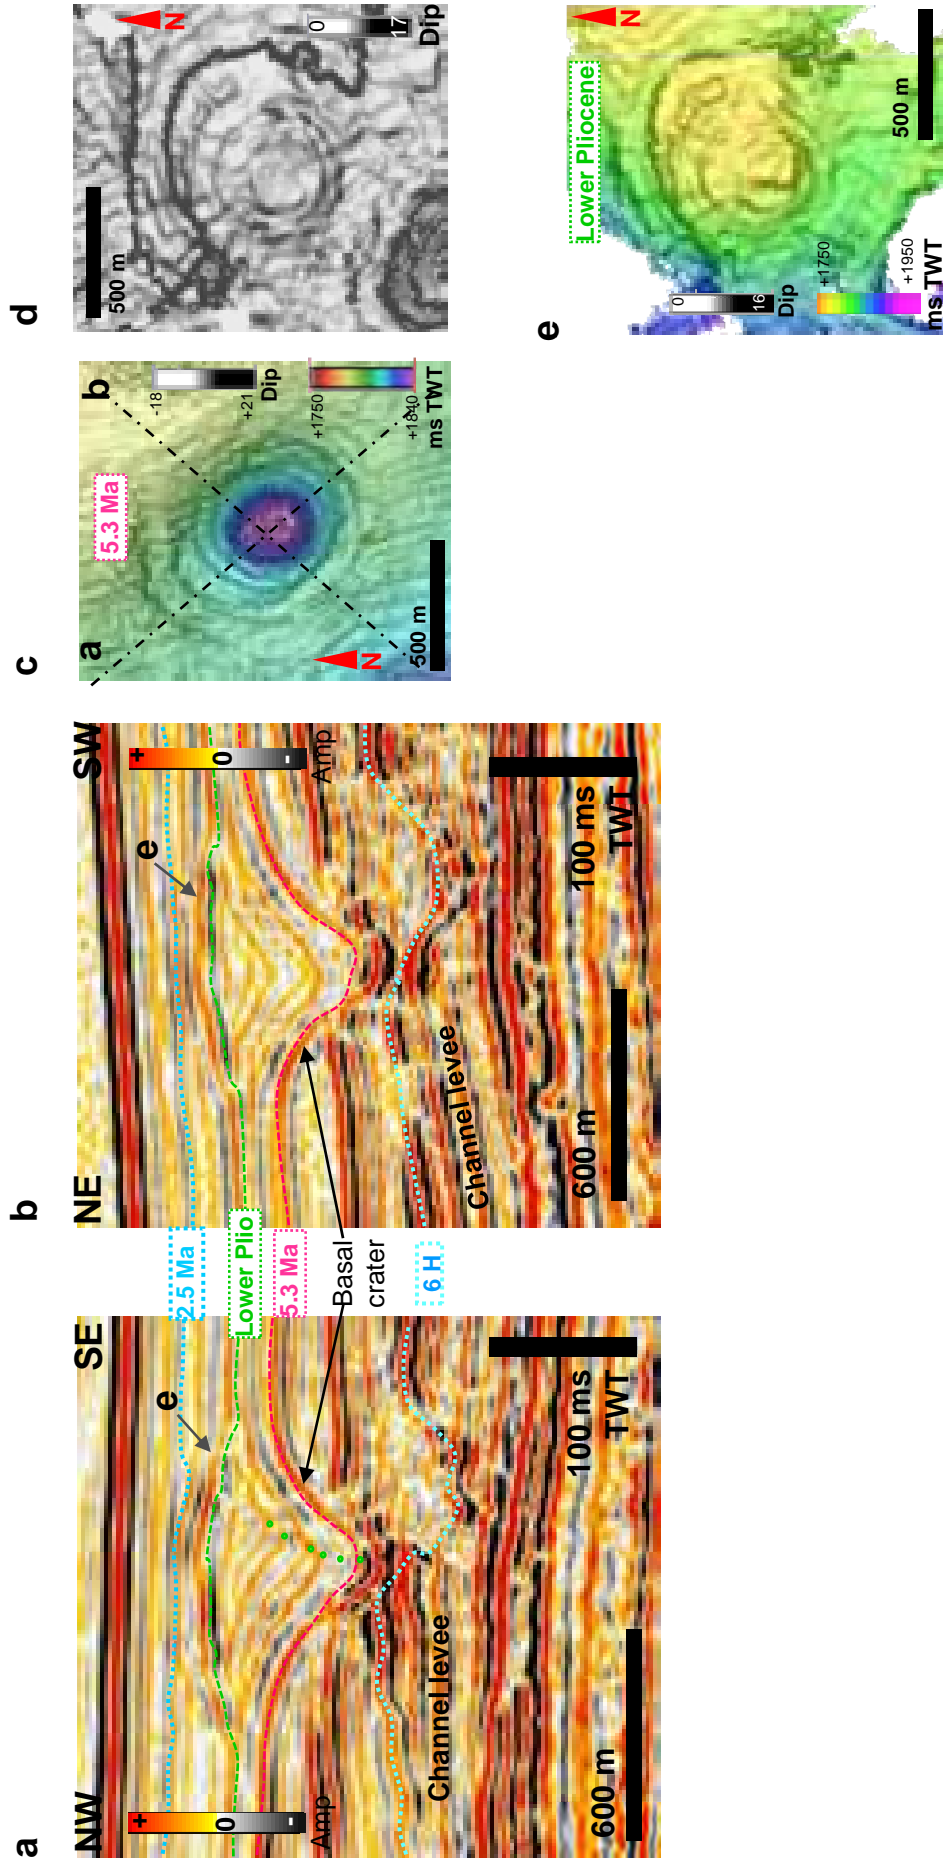 a
NW
SE
+
0
-
Amp
e
Channel levee
600 m
100 ms
TWT
2.5 Ma
Lower Plio
5.3 Ma
Basal
crater
6 H
b
NE
SW
+
0
-
Amp
e
Channel levee
600 m
100 ms
TWT
c
5.3 Ma
a
b
-18
+21
Dip
+1750
+1840
ms TWT
N
500 m
d
500 m
N
0
17
Dip
e
Lower Pliocene
N
0
16
Dip
+1750
+1950
ms TWT
500 m